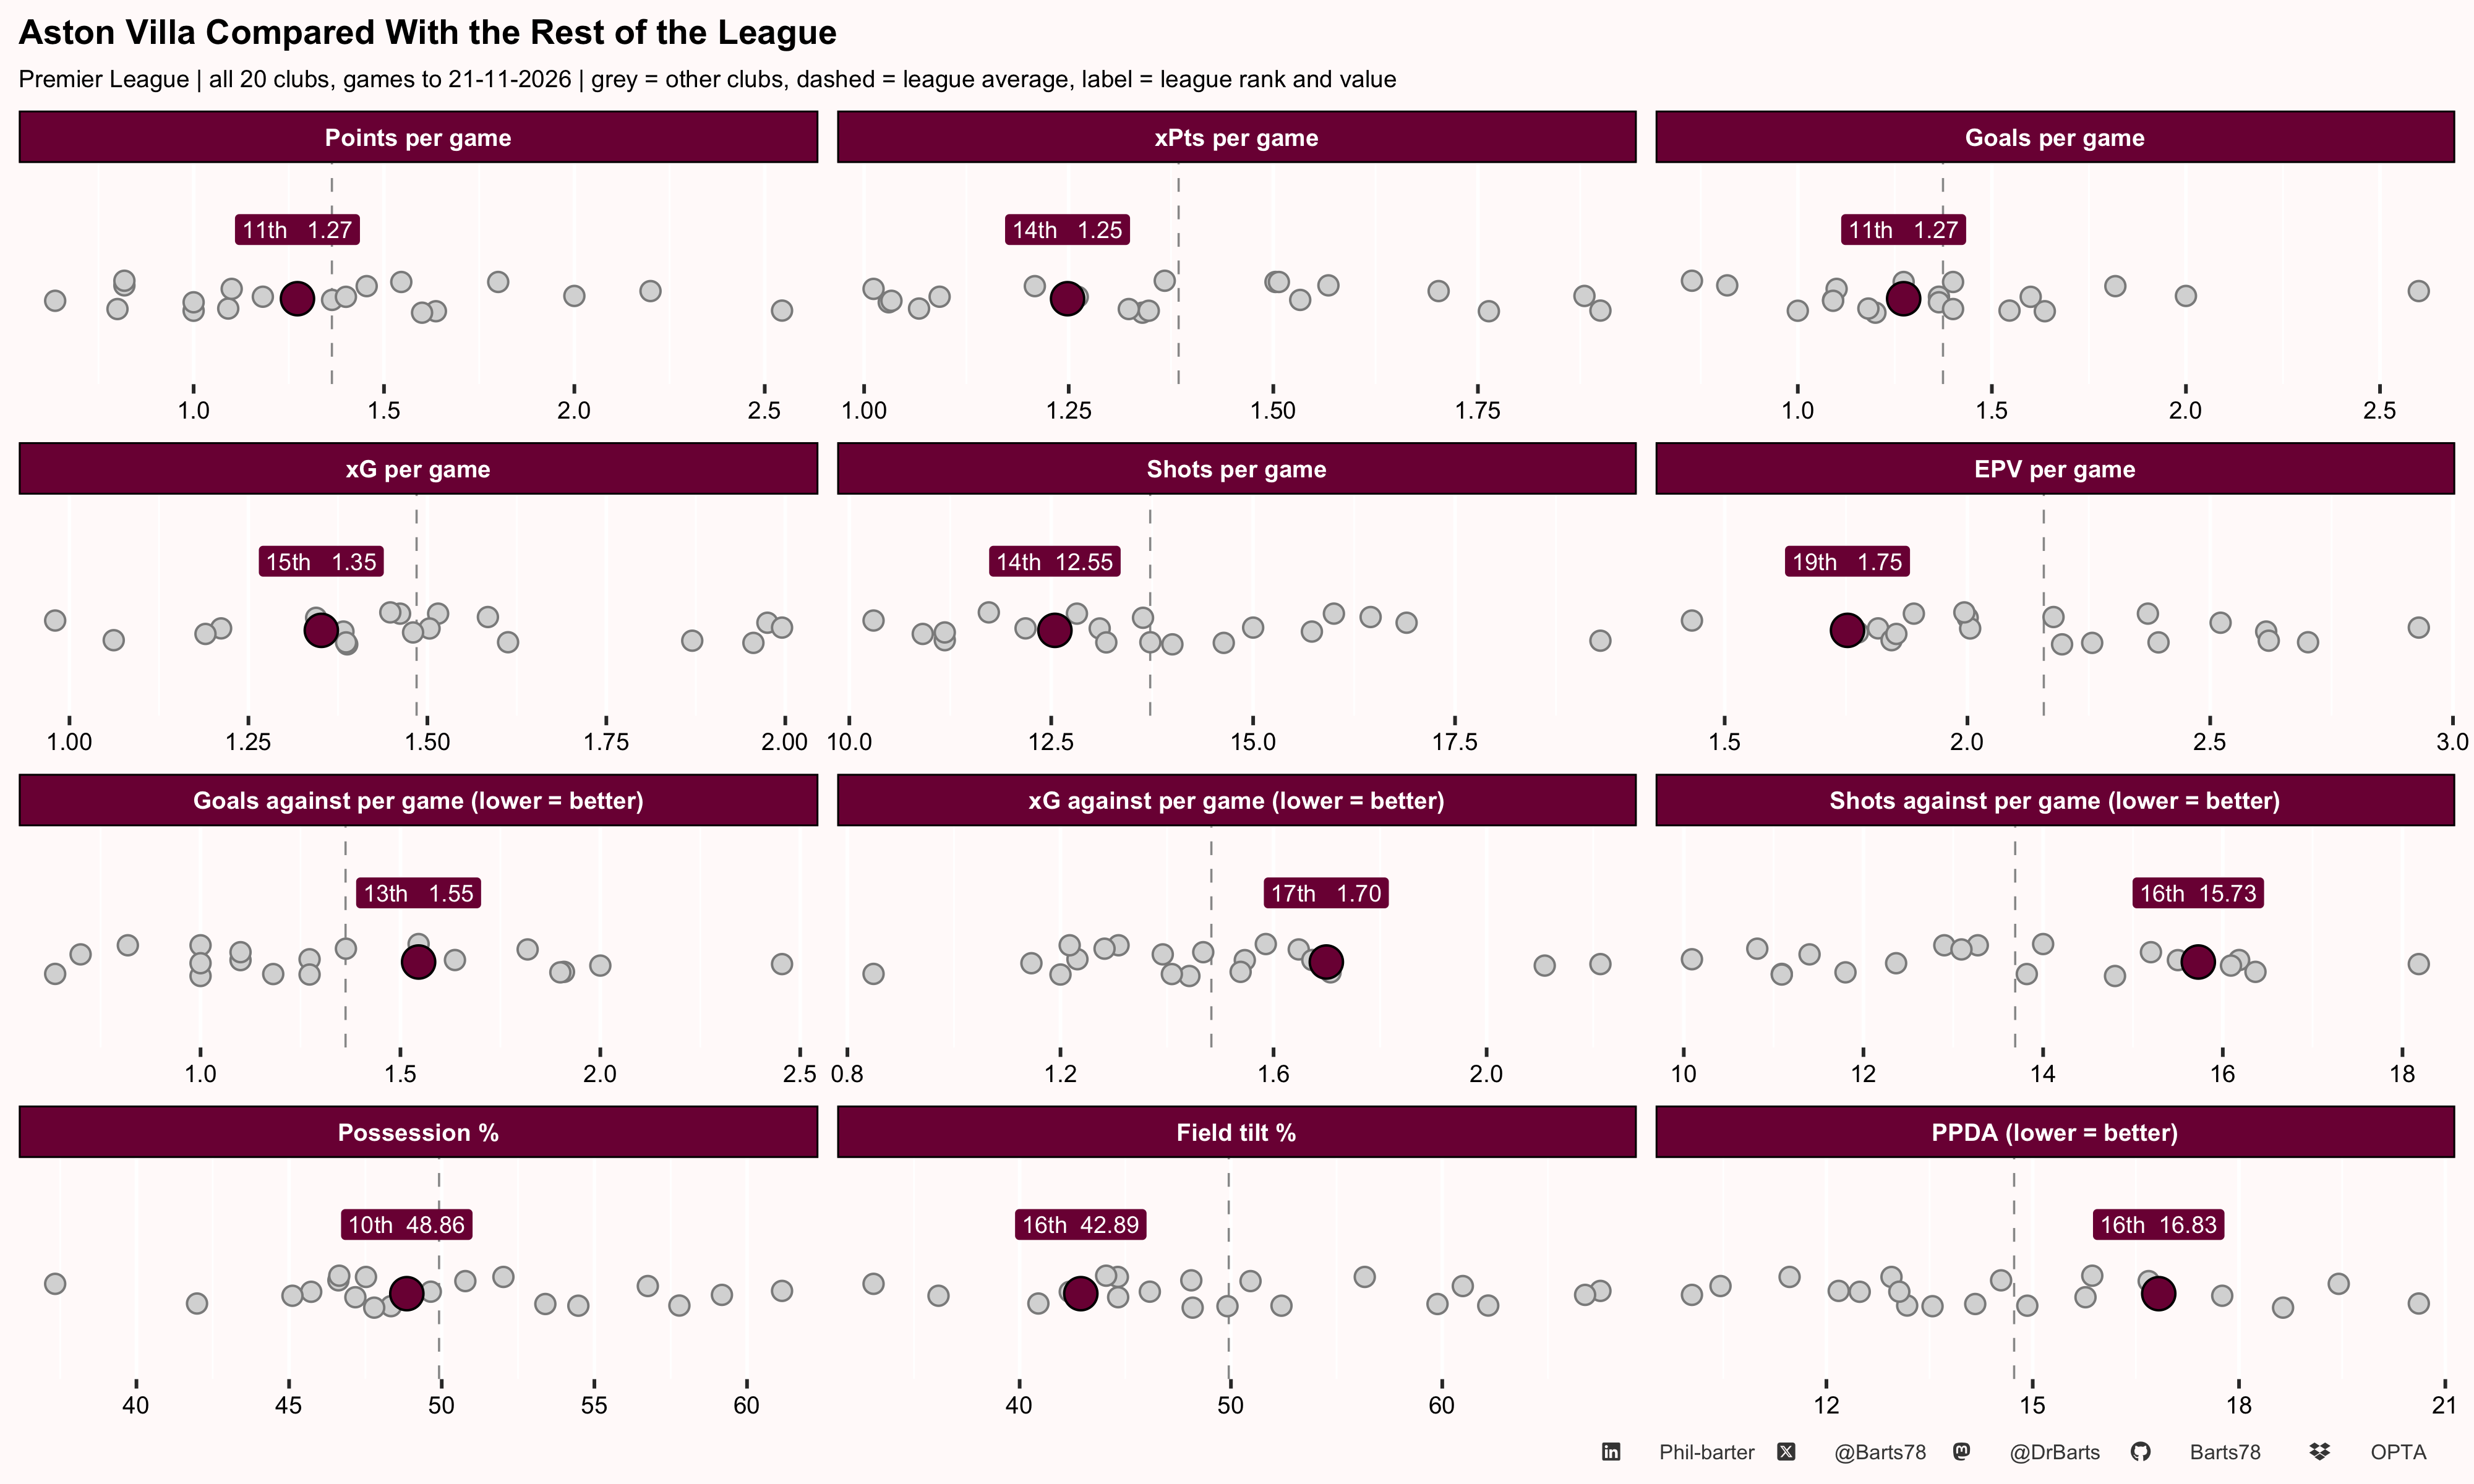 Aston Villa Compared With the Rest of the League
Premier League | all 20 clubs, games to 21-11-2026 | grey = other clubs, dashed = league average, label = league rank and value
Points per game
xPts per game
Goals per game
11th 1.27
14th 1.25
11th 1.27
1.0 1.5 2.0 2.5
1.00 1.25 1.50 1.75
1.0 1.5 2.0 2.5
xG per game
Shots per game
EPV per game
15th 1.35
14th 12.55
19th 1.75
1.00 1.25 1.50 1.75 2.00
10.0 12.5 15.0 17.5
1.5 2.0 2.5 3.0
Goals against per game (lower = better)
xG against per game (lower = better)
Shots against per game (lower = better)
13th 1.55
17th 1.70
16th 15.73
1.0 1.5 2.0 2.5
0.8 1.2 1.6 2.0
10 12 14 16 18
Possession %
Field tilt %
PPDA (lower = better)
10th 48.86
16th 42.89
16th 16.83
40 45 50 55 60
40 50 60
12 15 18 21
Phil-barter @Barts78 @DrBarts Barts78 OPTA